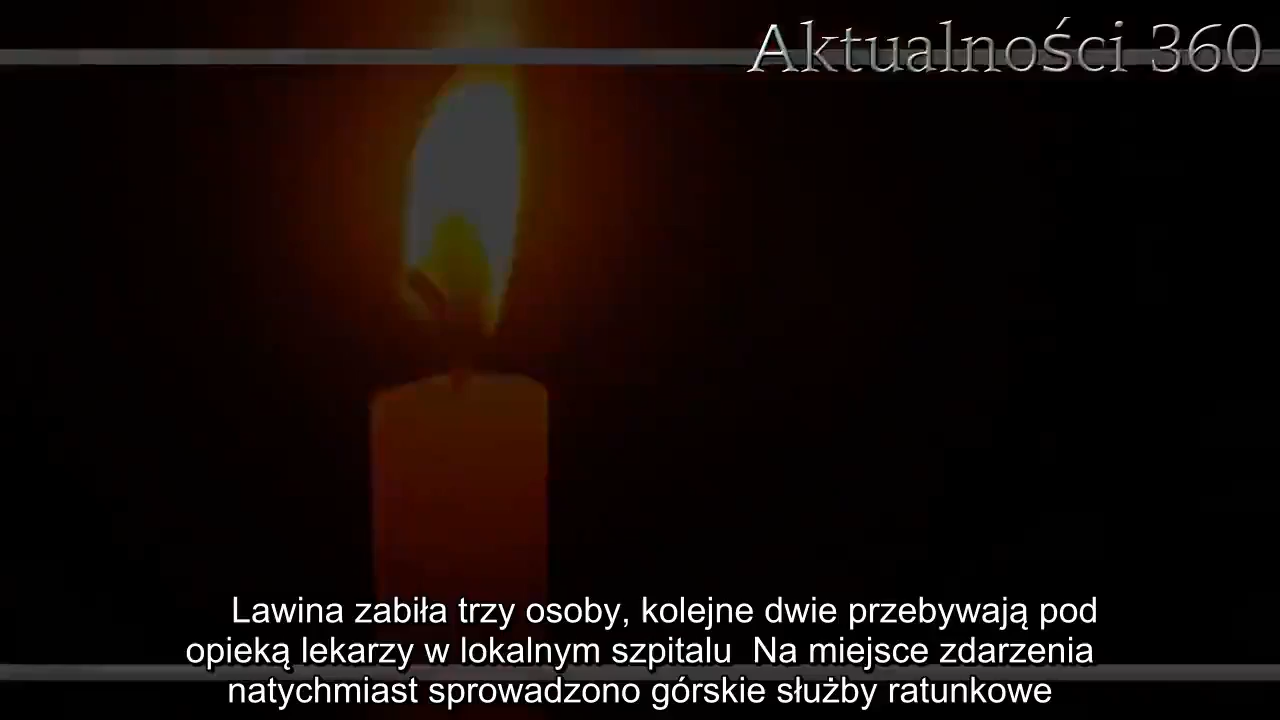 Aktualności 360
Lawina zabiła trzy osoby, kolejne dwie przebywają pod
opieką lekarzy w lokalnym szpitalu  Na miejsce zdarzenia
natychmiast sprowadzono górskie służby ratunkowe